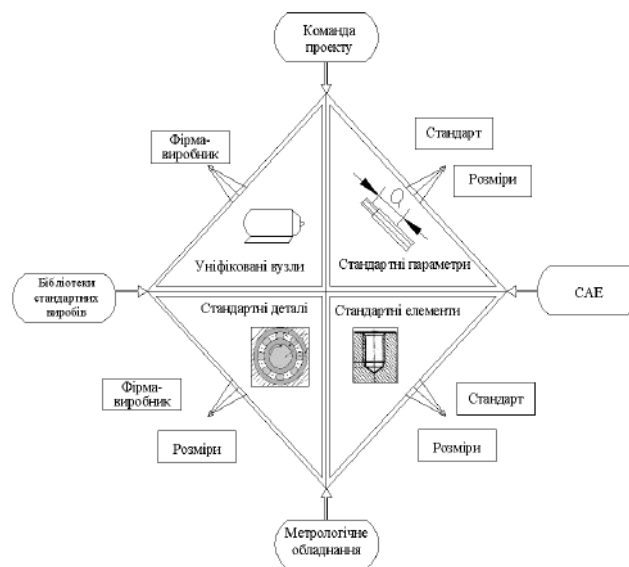 Команда
проекту
Фірма-
виробник
Стандарт
Розміри
Q
Уніфіковані вузли
Стандартні параметри
Бібліотеки
стандартних
виробів
САЕ
Стандартні деталі
Стандартні елементи
Фірма-
виробник
Стандарт
Розміри
Розміри
Метрологічне
обладнання